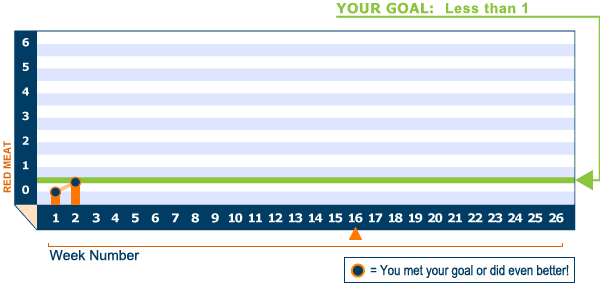 YOUR GOAL: Less than 1
6
5
4
3
2
1
0
RED MEAT
1 2 3 4 5 6 7 8 9 10 11 12 13 14 15 16 17 18 19 20 21 22 23 24 25 26
Week Number
= You met your goal or did even better!